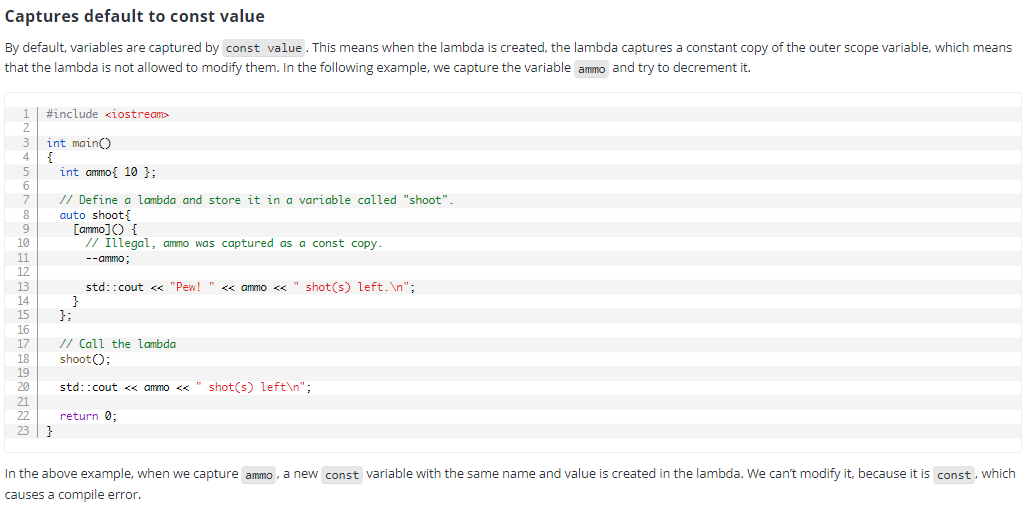 Captures default to const value
By default, variables are captured by const value. This means when the lambda is created, the lambda captures a constant copy of the outer scope variable, which means
that the lambda is not allowed to modify them. In the following example, we capture the variable ammo and try to decrement it.
1 #include <iostream>
2
3 int main()
4 {
5   int ammo{ 10 };
6
7   // Define a lambda and store it in a variable called "shoot".
8   auto shoot{
9     [ammo]() {
10       // Illegal, ammo was captured as a const copy.
11       --ammo;
12
13       std::cout << "Pew! " << ammo << " shot(s) left.\n";
14     }
15   };
16
17   // Call the lambda
18   shoot();
19
20   std::cout << ammo << " shot(s) left\n";
21
22   return 0;
23 }
In the above example, when we capture ammo, a new const variable with the same name and value is created in the lambda. We can't modify it, because it is const, which
causes a compile error.